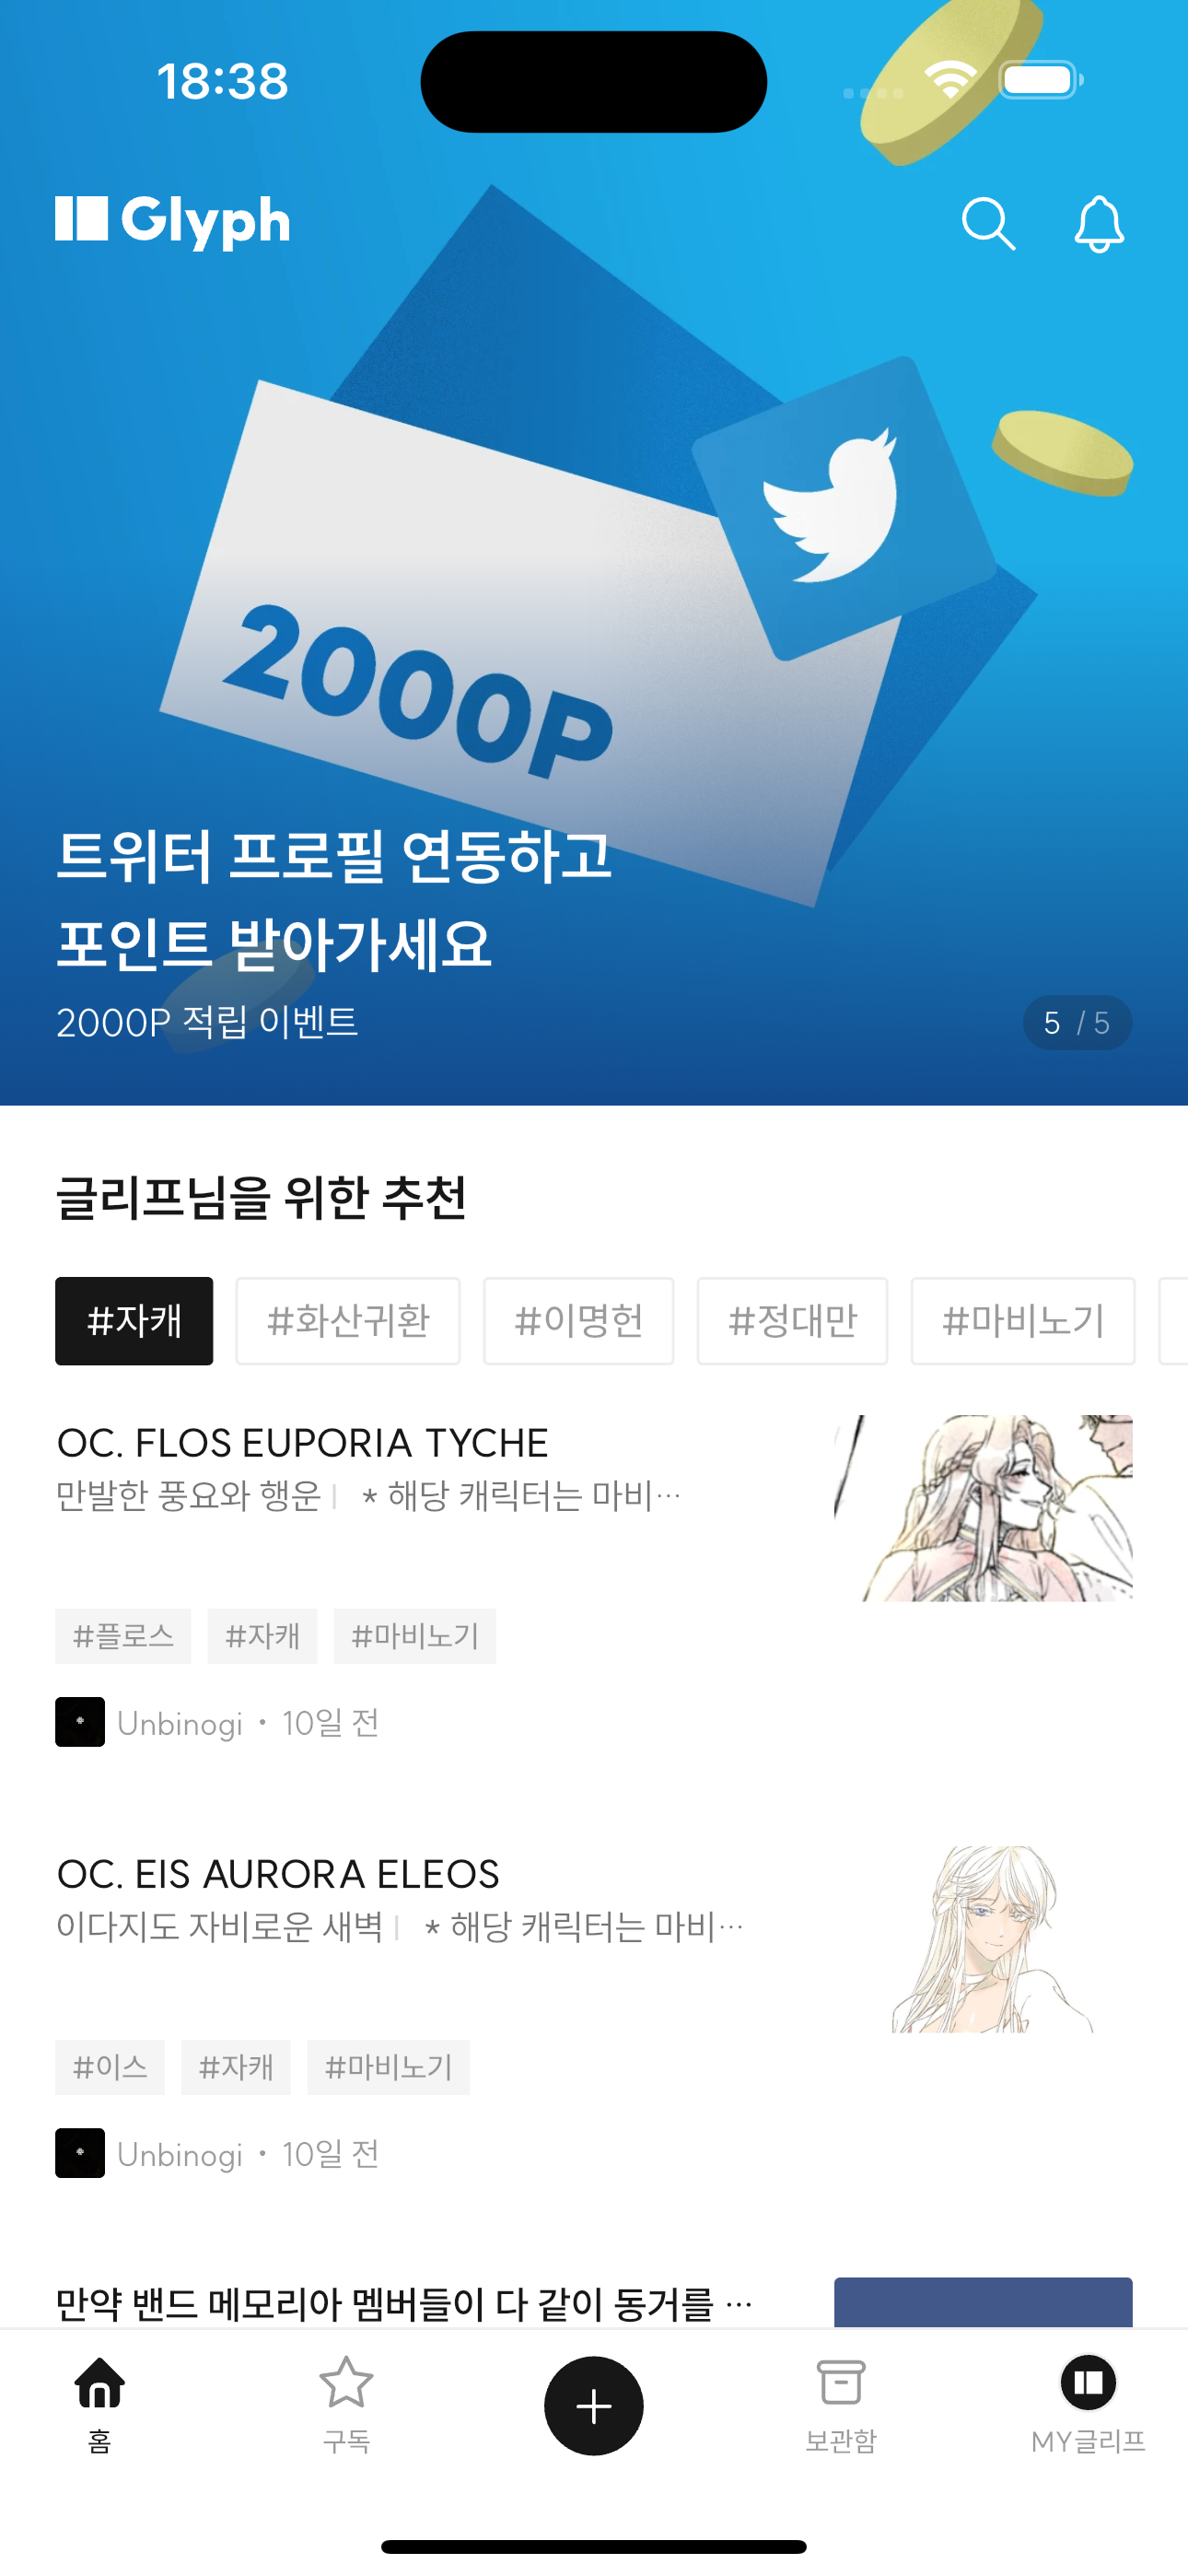 18:38
Glyph
2000P
트위터 프로필 연동하고
포인트 받아가세요
2000P 적립 이벤트
5 / 5
글리프님을 위한 추천
#자캐 #화산귀환 #이명헌 #정대만 #마비노기
OC. FLOS EUPORIA TYCHE
만발한 풍요와 행운 | * 해당 캐릭터는 마비…
#플로스 #자캐 #마비노기
Unbinogi • 10일 전
OC. EIS AURORA ELEOS
이다지도 자비로운 새벽 | * 해당 캐릭터는 마비…
#이스 #자캐 #마비노기
Unbinogi • 10일 전
만약 밴드 메모리아 멤버들이 다 같이 동거를 …
홈 구독 보관함 MY글리프